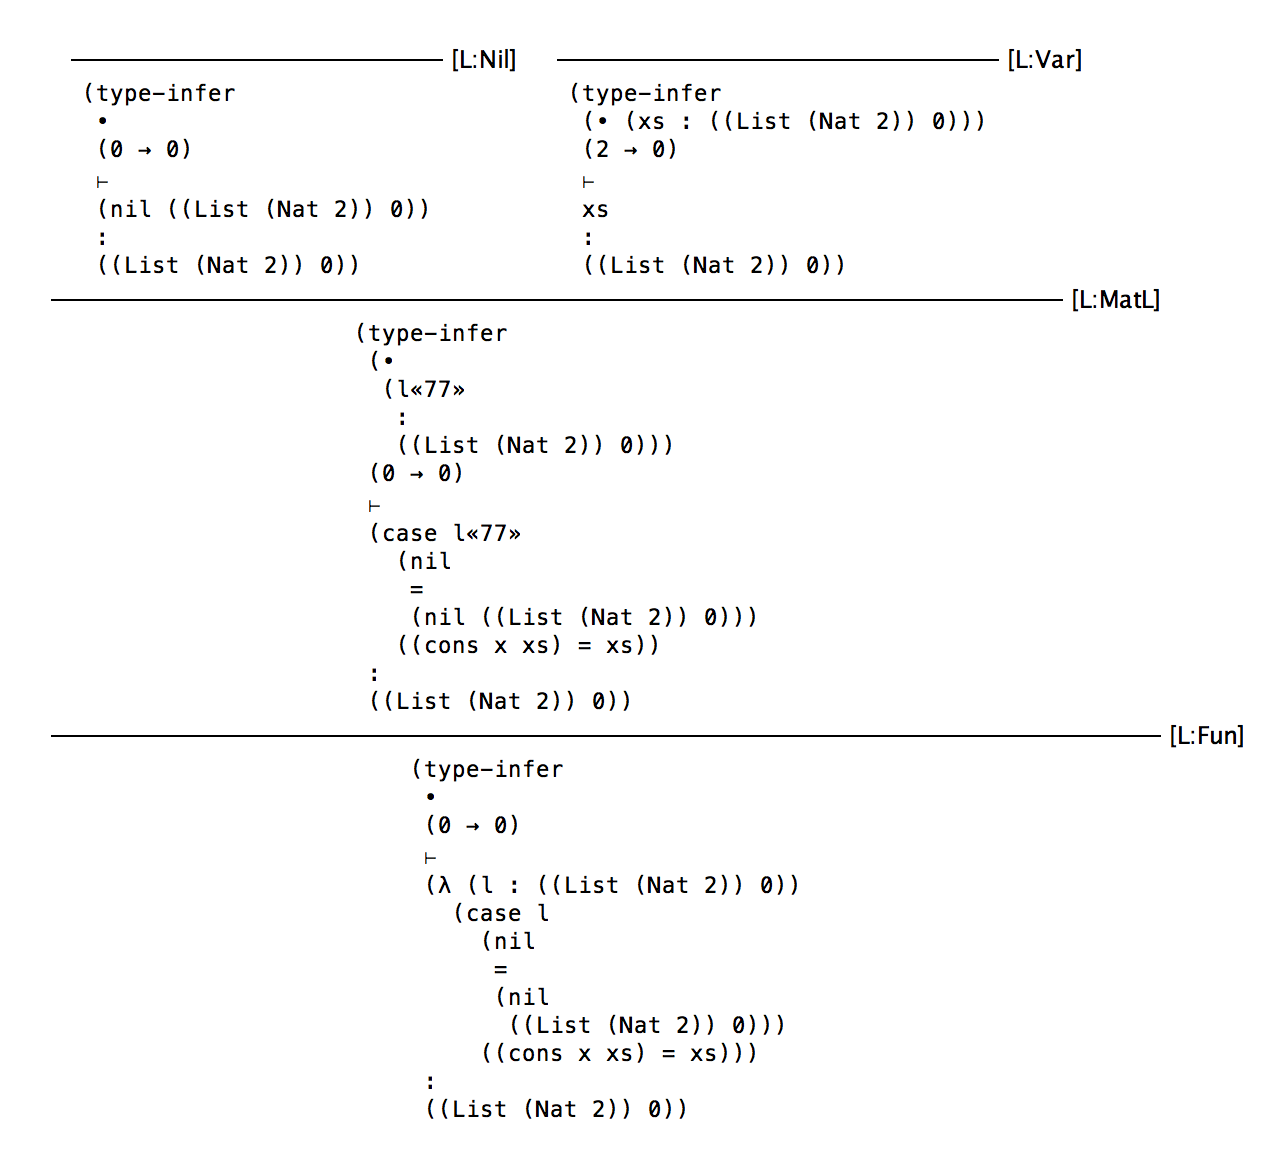 [L:Nil]
(type-infer
•
(0 → 0)
⊢
(nil ((List (Nat 2)) 0))
:
((List (Nat 2)) 0))
[L:Var]
(type-infer
(• (xs : ((List (Nat 2)) 0)))
(2 → 0)
⊢
xs
:
((List (Nat 2)) 0))
[L:MatL]
(type-infer
(•
(l«77»
:
((List (Nat 2)) 0)))
(0 → 0)
⊢
(case l«77»
(nil
=
(nil ((List (Nat 2)) 0)))
((cons x xs) = xs))
:
((List (Nat 2)) 0))
[L:Fun]
(type-infer
•
(0 → 0)
⊢
(λ (l : ((List (Nat 2)) 0))
(case l
(nil
=
(nil
((List (Nat 2)) 0)))
((cons x xs) = xs)))
:
((List (Nat 2)) 0))